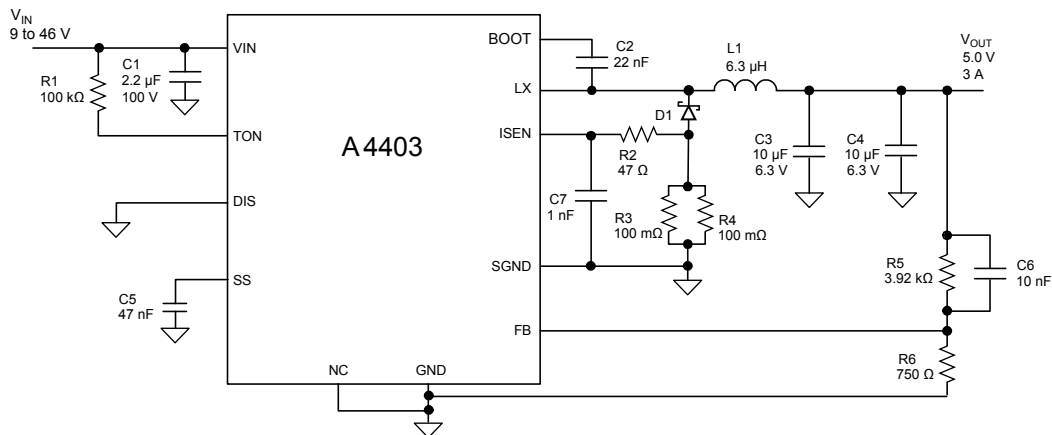 V_IN
9 to 46 V
R1
100 kΩ
C1
2.2 µF
100 V
VIN
TON
DIS
SS
C5
47 nF
NC
GND
A4403
BOOT
LX
ISEN
SGND
FB
C2
22 nF
L1
6.3 µH
D1
R2
47 Ω
C7
1 nF
R3
100 mΩ
R4
100 mΩ
C3
10 µF
6.3 V
C4
10 µF
6.3 V
V_OUT
5.0 V
3 A
R5
3.92 kΩ
C6
10 nF
R6
750 Ω